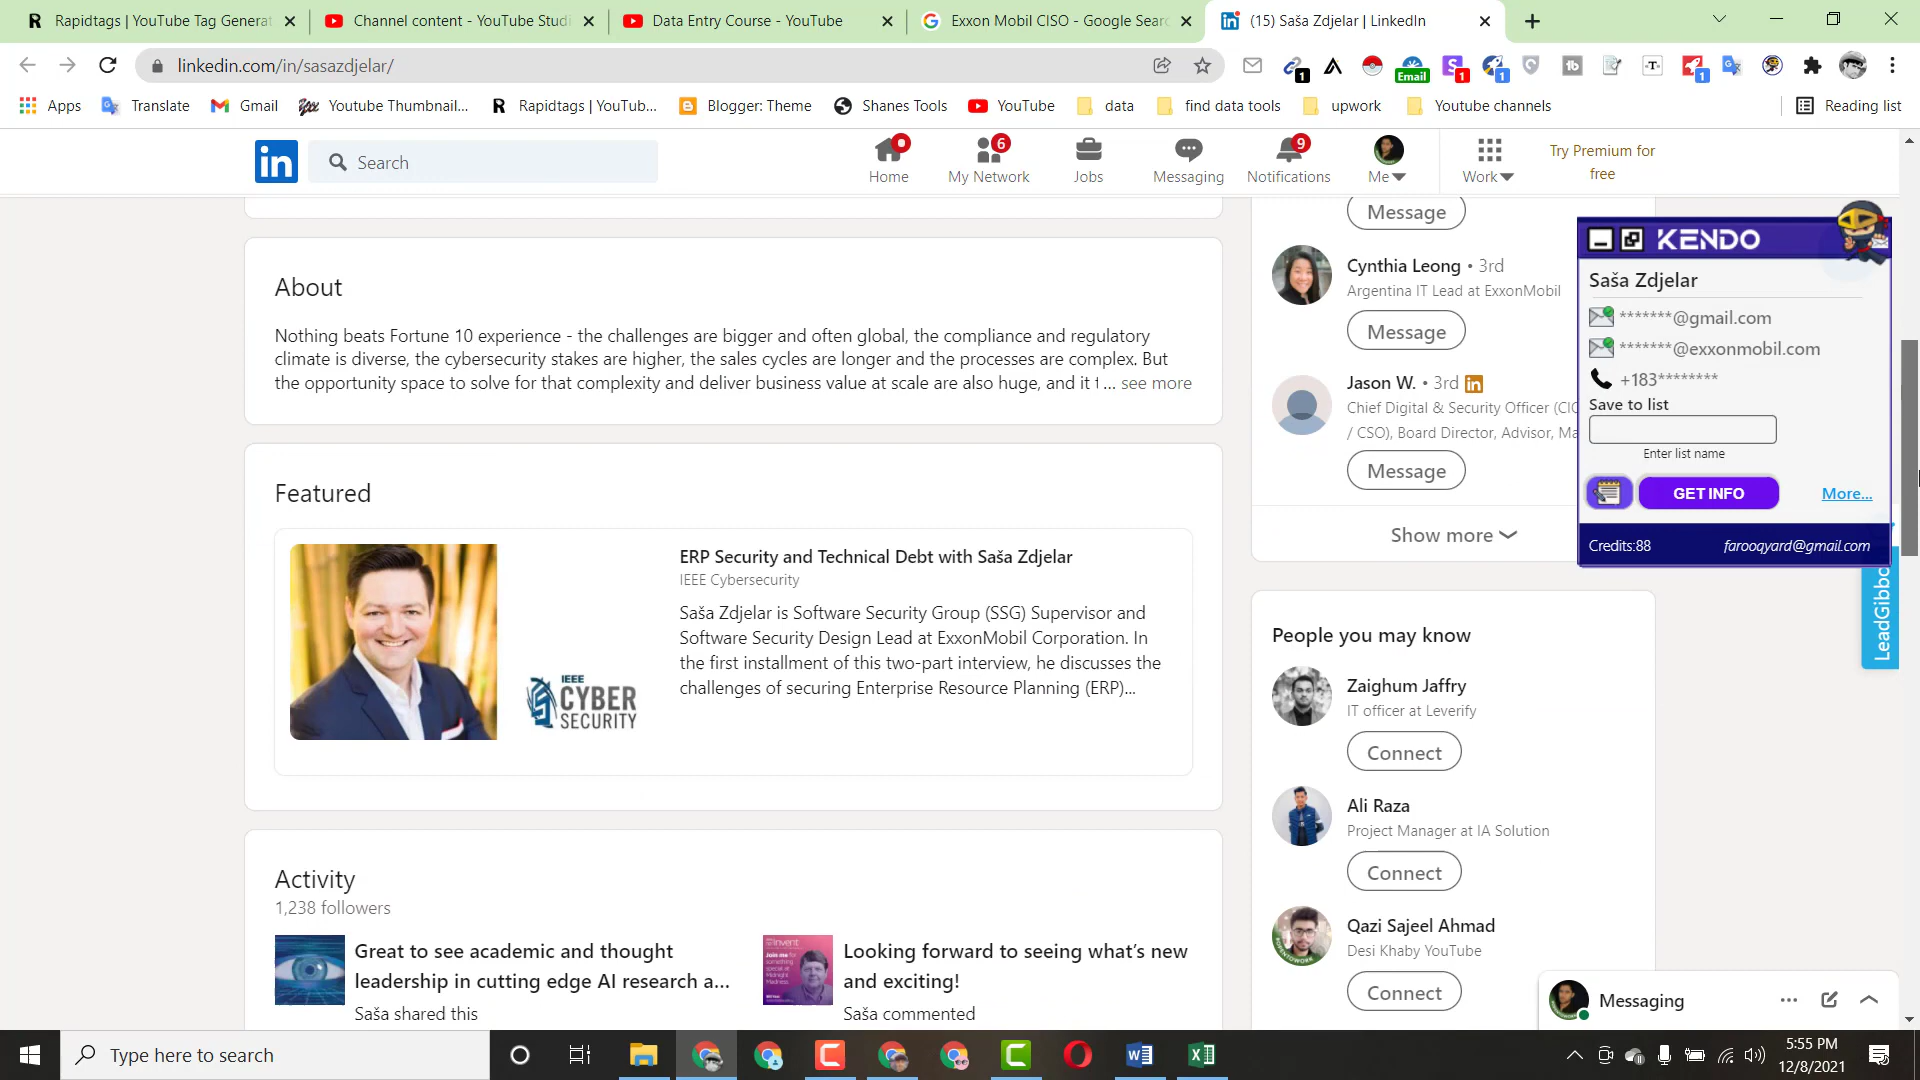 Rapidtags | YouTube Tag Generat
Channel content - YouTube Studi
Data Entry Course - YouTube
Exxon Mobil CISO - Google Searc
(15) Saša Zdjelar | LinkedIn
linkedin.com/in/sasazdjelar/
Email
Apps
Translate
Gmail
Youtube Thumbnail...
Rapidtags | YouTub...
Blogger: Theme
Shanes Tools
YouTube
data
find data tools
upwork
Youtube channels
Reading list
in
Search
Home
6
My Network
Jobs
Messaging
9
Notifications
Me
Work
Try Premium for
free
About
Nothing beats Fortune 10 experience - the challenges are bigger and often global, the compliance and regulatory
climate is diverse, the cybersecurity stakes are higher, the sales cycles are longer and the processes are complex. But
the opportunity space to solve for that complexity and deliver business value at scale are also huge, and it t... see more
Featured
ERP Security and Technical Debt with Saša Zdjelar
IEEE Cybersecurity
Saša Zdjelar is Software Security Group (SSG) Supervisor and
Software Security Design Lead at ExxonMobil Corporation. In
the first installment of this two-part interview, he discusses the
challenges of securing Enterprise Resource Planning (ERP)...
IEEE
CYBER
SECURITY
Activity
1,238 followers
Great to see academic and thought
leadership in cutting edge AI research a...
Saša shared this
Looking forward to seeing what's new
and exciting!
Saša commented
Message
Cynthia Leong • 3rd
Argentina IT Lead at ExxonMobil
Message
Jason W. • 3rd in
Chief Digital & Security Officer (CIC
/ CSO), Board Director, Advisor, Ma
Message
Show more
People you may know
Zaighum Jaffry
IT officer at Leverify
Connect
Ali Raza
Project Manager at IA Solution
Connect
Qazi Sajeel Ahmad
Desi Khaby YouTube
Connect
KENDO
Saša Zdjelar
*******@gmail.com
*******@exxonmobil.com
+183********
Save to list
Enter list name
GET INFO
More...
Credits:88
farooqyard@gmail.com
LeadGibbo
Messaging
Type here to search
5:55 PM
12/8/2021